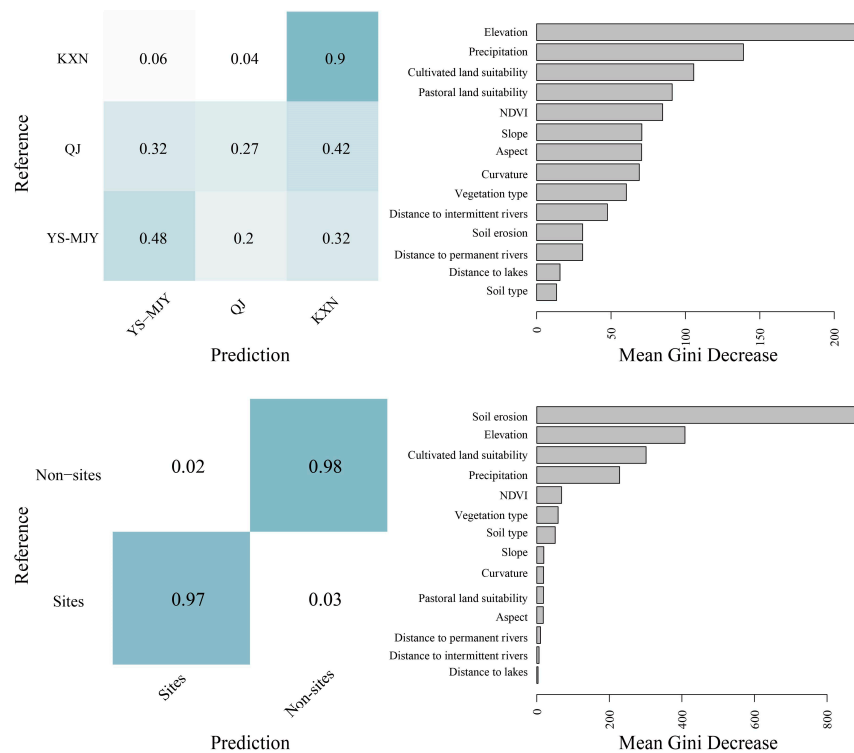 KXN
0.06
0.04
0.9
QJ
0.32
0.27
0.42
YS-MJY
0.48
0.2
0.32
Reference
YS−MJY
QJ
KXN
Prediction
Elevation
Precipitation
Cultivated land suitability
Pastoral land suitability
NDVI
Slope
Aspect
Curvature
Vegetation type
Distance to intermittent rivers
Soil erosion
Distance to permanent rivers
Distance to lakes
Soil type
0
50
100
150
200
Mean Gini Decrease
Non−sites
0.02
0.98
Sites
0.97
0.03
Reference
Sites
Non-sites
Prediction
Soil erosion
Elevation
Cultivated land suitability
Precipitation
NDVI
Vegetation type
Soil type
Slope
Curvature
Pastoral land suitability
Aspect
Distance to permanent rivers
Distance to intermittent rivers
Distance to lakes
0
200
400
600
800
Mean Gini Decrease